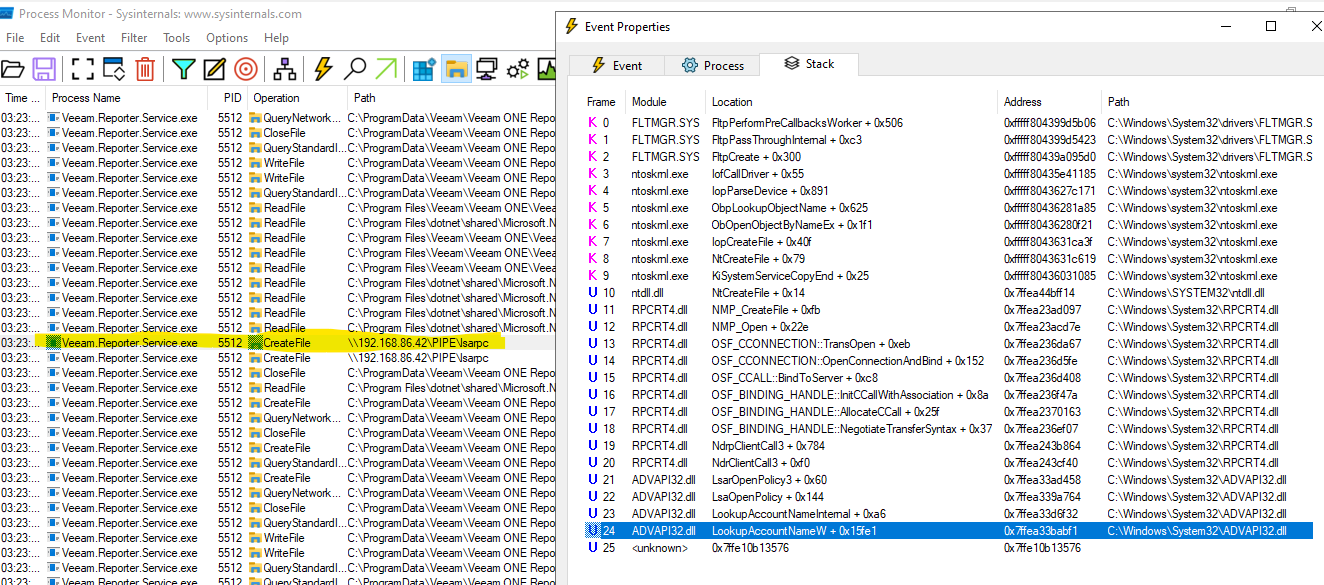 Process Monitor - Sysinternals: www.sysinternals.com
File Edit Event Filter Tools Options Help
Time ... Process Name PID Operation Path
03:23:... Veeam.Reporter.Service.exe 5512 QueryNetwork... C:\ProgramData\Veeam\Veeam ONE Repo
03:23:... Veeam.Reporter.Service.exe 5512 CloseFile C:\ProgramData\Veeam\Veeam ONE Repo
03:23:... Veeam.Reporter.Service.exe 5512 QueryStandardI... C:\ProgramData\Veeam\Veeam ONE Repo
03:23:... Veeam.Reporter.Service.exe 5512 WriteFile C:\ProgramData\Veeam\Veeam ONE Repo
03:23:... Veeam.Reporter.Service.exe 5512 WriteFile C:\ProgramData\Veeam\Veeam ONE Repo
03:23:... Veeam.Reporter.Service.exe 5512 QueryStandardI... C:\ProgramData\Veeam\Veeam ONE Repo
03:23:... Veeam.Reporter.Service.exe 5512 ReadFile C:\Program Files\Veeam\Veeam ONE\Veea
03:23:... Veeam.Reporter.Service.exe 5512 ReadFile C:\Program Files\dotnet\shared\Microsoft.N
03:23:... Veeam.Reporter.Service.exe 5512 ReadFile C:\Program Files\Veeam\Veeam ONE\Veea
03:23:... Veeam.Reporter.Service.exe 5512 ReadFile C:\Program Files\Veeam\Veeam ONE\Veea
03:23:... Veeam.Reporter.Service.exe 5512 ReadFile C:\Program Files\Veeam\Veeam ONE\Veea
03:23:... Veeam.Reporter.Service.exe 5512 ReadFile C:\Program Files\dotnet\shared\Microsoft.N
03:23:... Veeam.Reporter.Service.exe 5512 ReadFile C:\Program Files\dotnet\shared\Microsoft.N
03:23:... Veeam.Reporter.Service.exe 5512 ReadFile C:\Program Files\dotnet\shared\Microsoft.N
03:23:... Veeam.Reporter.Service.exe 5512 ReadFile C:\Program Files\dotnet\shared\Microsoft.N
03:23:... Veeam.Reporter.Service.exe 5512 CreateFile \\192.168.86.42\PIPE\lsarpc
03:23:... Veeam.Reporter.Service.exe 5512 CreateFile \\192.168.86.42\PIPE\lsarpc
03:23:... Veeam.Reporter.Service.exe 5512 CloseFile C:\ProgramData\Veeam\Veeam ONE Repo
03:23:... Veeam.Reporter.Service.exe 5512 ReadFile C:\Program Files\dotnet\shared\Microsoft.N
03:23:... Veeam.Reporter.Service.exe 5512 CreateFile C:\ProgramData\Veeam\Veeam ONE Repo
03:23:... Veeam.Reporter.Service.exe 5512 QueryNetwork... C:\ProgramData\Veeam\Veeam ONE Repo
03:23:... Veeam.Reporter.Service.exe 5512 CloseFile C:\ProgramData\Veeam\Veeam ONE Repo
03:23:... Veeam.Reporter.Service.exe 5512 CreateFile C:\ProgramData\Veeam\Veeam ONE Repo
03:23:... Veeam.Reporter.Service.exe 5512 QueryStandardI... C:\ProgramData\Veeam\Veeam ONE Repo
03:23:... Veeam.Reporter.Service.exe 5512 CreateFile C:\ProgramData\Veeam\Veeam ONE Repo
03:23:... Veeam.Reporter.Service.exe 5512 QueryNetwork... C:\ProgramData\Veeam\Veeam ONE Repo
03:23:... Veeam.Reporter.Service.exe 5512 CloseFile C:\ProgramData\Veeam\Veeam ONE Repo
03:23:... Veeam.Reporter.Service.exe 5512 QueryStandardI... C:\ProgramData\Veeam\Veeam ONE Repo
03:23:... Veeam.Reporter.Service.exe 5512 WriteFile C:\ProgramData\Veeam\Veeam ONE Repo
03:23:... Veeam.Reporter.Service.exe 5512 WriteFile C:\ProgramData\Veeam\Veeam ONE Repo
03:23:... Veeam.Reporter.Service.exe 5512 QueryStandardI... C:\ProgramData\Veeam\Veeam ONE Repo
Event Properties
Event Process Stack
Frame Module Location Address Path
K 0 FLTMGR.SYS FltpPerformPreCallbacksWorker + 0x506 0xfffff804399d5b06 C:\Windows\System32\drivers\FLTMGR.S
K 1 FLTMGR.SYS FltpPassThroughInternal + 0xc3 0xfffff804399d5423 C:\Windows\System32\drivers\FLTMGR.S
K 2 FLTMGR.SYS FltpCreate + 0x300 0xfffff80439a095d0 C:\Windows\System32\drivers\FLTMGR.S
K 3 ntoskrnl.exe IofCallDriver + 0x55 0xfffff80435e41185 C:\Windows\system32\ntoskrnl.exe
K 4 ntoskrnl.exe IopParseDevice + 0x891 0xfffff8043627c171 C:\Windows\system32\ntoskrnl.exe
K 5 ntoskrnl.exe ObpLookupObjectName + 0x625 0xfffff80436281a85 C:\Windows\system32\ntoskrnl.exe
K 6 ntoskrnl.exe ObOpenObjectByNameEx + 0x1f1 0xfffff80436280f21 C:\Windows\system32\ntoskrnl.exe
K 7 ntoskrnl.exe IopCreateFile + 0x40f 0xfffff8043631ca3f C:\Windows\system32\ntoskrnl.exe
K 8 ntoskrnl.exe NtCreateFile + 0x79 0xfffff8043631c619 C:\Windows\system32\ntoskrnl.exe
K 9 ntoskrnl.exe KiSystemServiceCopyEnd + 0x25 0xfffff80436031085 C:\Windows\system32\ntoskrnl.exe
U 10 ntdll.dll NtCreateFile + 0x14 0x7ffea44bff14 C:\Windows\SYSTEM32\ntdll.dll
U 11 RPCRT4.dll NMP_CreateFile + 0xfb 0x7ffea23ad097 C:\Windows\System32\RPCRT4.dll
U 12 RPCRT4.dll NMP_Open + 0x22e 0x7ffea23acd7e C:\Windows\System32\RPCRT4.dll
U 13 RPCRT4.dll OSF_CCONNECTION::TransOpen + 0xeb 0x7ffea236da67 C:\Windows\System32\RPCRT4.dll
U 14 RPCRT4.dll OSF_CCONNECTION::OpenConnectionAndBind + 0x152 0x7ffea236d5fe C:\Windows\System32\RPCRT4.dll
U 15 RPCRT4.dll OSF_CCALL::BindToServer + 0xc8 0x7ffea236d408 C:\Windows\System32\RPCRT4.dll
U 16 RPCRT4.dll OSF_BINDING_HANDLE::InitCCallWithAssociation + 0x8a 0x7ffea236f47a C:\Windows\System32\RPCRT4.dll
U 17 RPCRT4.dll OSF_BINDING_HANDLE::AllocateCCall + 0x25f 0x7ffea2370163 C:\Windows\System32\RPCRT4.dll
U 18 RPCRT4.dll OSF_BINDING_HANDLE::NegotiateTransferSyntax + 0x37 0x7ffea236ef07 C:\Windows\System32\RPCRT4.dll
U 19 RPCRT4.dll NdrpClientCall3 + 0x784 0x7ffea243b864 C:\Windows\System32\RPCRT4.dll
U 20 RPCRT4.dll NdrClientCall3 + 0xf0 0x7ffea243cf40 C:\Windows\System32\RPCRT4.dll
U 21 ADVAPI32.dll LsarOpenPolicy3 + 0x60 0x7ffea33ad458 C:\Windows\System32\ADVAPI32.dll
U 22 ADVAPI32.dll LsaOpenPolicy + 0x144 0x7ffea339a764 C:\Windows\System32\ADVAPI32.dll
U 23 ADVAPI32.dll LookupAccountNameInternal + 0xa6 0x7ffea33d6f32 C:\Windows\System32\ADVAPI32.dll
U 24 ADVAPI32.dll LookupAccountNameW + 0x15fe1 0x7ffea33babf1 C:\Windows\System32\ADVAPI32.dll
U 25 <unknown> 0x7ffe10b13576 0x7ffe10b13576